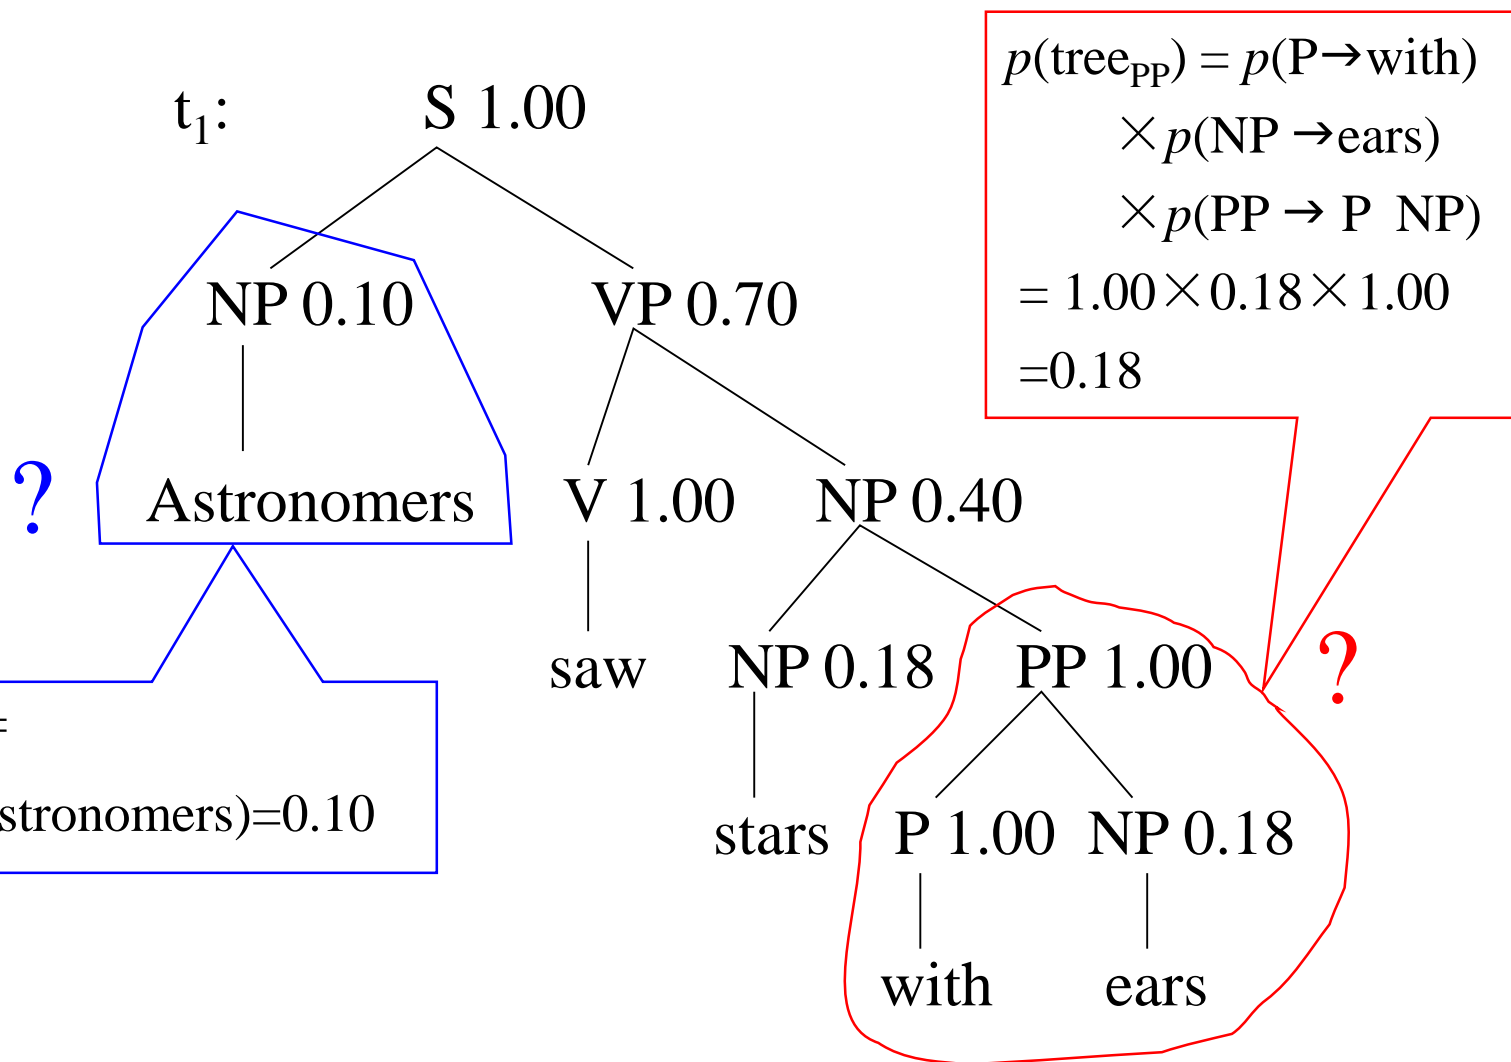 t₁: S 1.00
NP 0.10 VP 0.70
Astronomers V 1.00 NP 0.40
saw NP 0.18 PP 1.00
stars P 1.00 NP 0.18
with ears
p(treePP) = p(P→with)
×p(NP →ears)
×p(PP → P NP)
= 1.00×0.18×1.00
=0.18
?
?
=
stronomers)=0.10